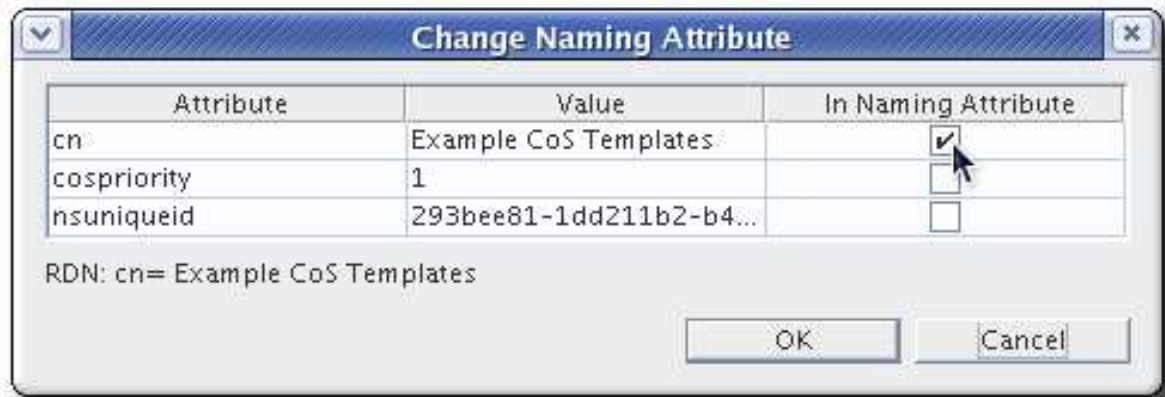 Change Naming Attribute
Attribute Value In Naming Attribute
cn Example CoS Templates
cospriority 1
nsuniqueid 293bee81-1dd211b2-b4...
RDN: cn= Example CoS Templates
OK Cancel